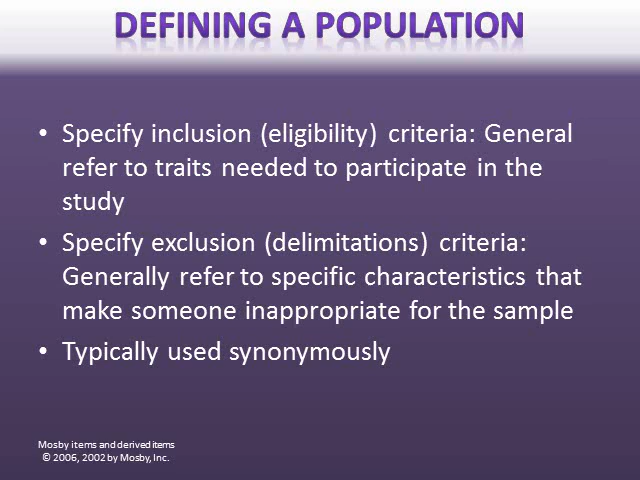 DEFINING A POPULATION
• Specify inclusion (eligibility) criteria: General
refer to traits needed to participate in the
study
• Specify exclusion (delimitations) criteria:
Generally refer to specific characteristics that
make someone inappropriate for the sample
• Typically used synonymously
Mosby items and derived items
© 2006, 2002 by Mosby, Inc.